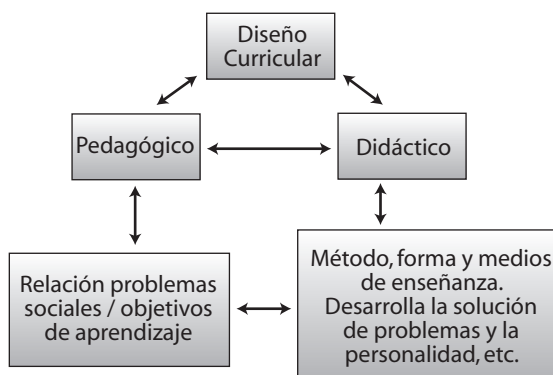 Diseño
Curricular
Pedagógico
Didáctico
Relación problemas
sociales / objetivos
de aprendizaje
Método, forma y medios
de enseñanza.
Desarrolla la solución
de problemas y la
personalidad, etc.